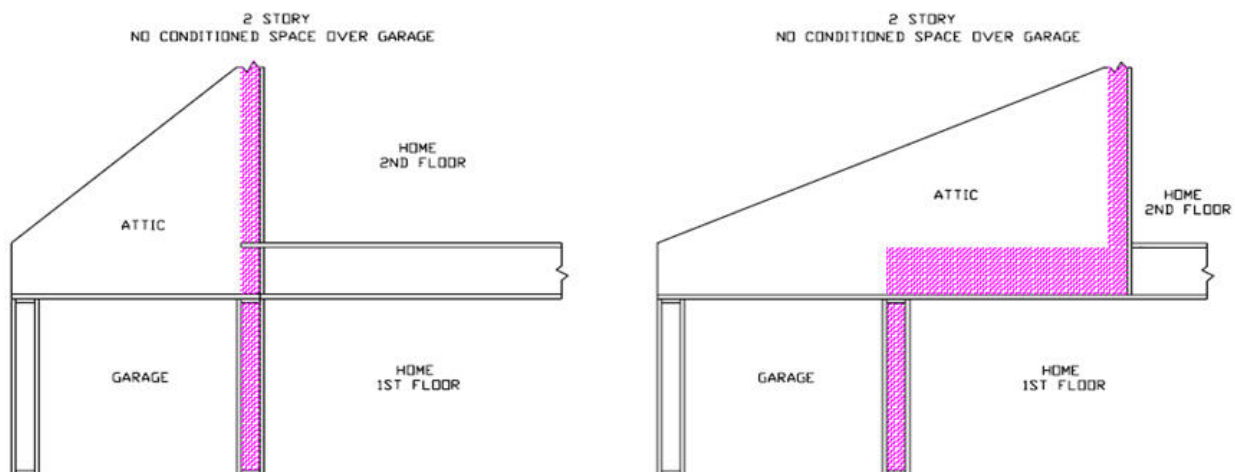 2 STORY
NO CONDITIONED SPACE OVER GARAGE
HOME
2ND FLOOR
ATTIC
GARAGE
HOME
1ST FLOOR
2 STORY
NO CONDITIONED SPACE OVER GARAGE
ATTIC
HOME
2ND FLOOR
GARAGE
HOME
1ST FLOOR